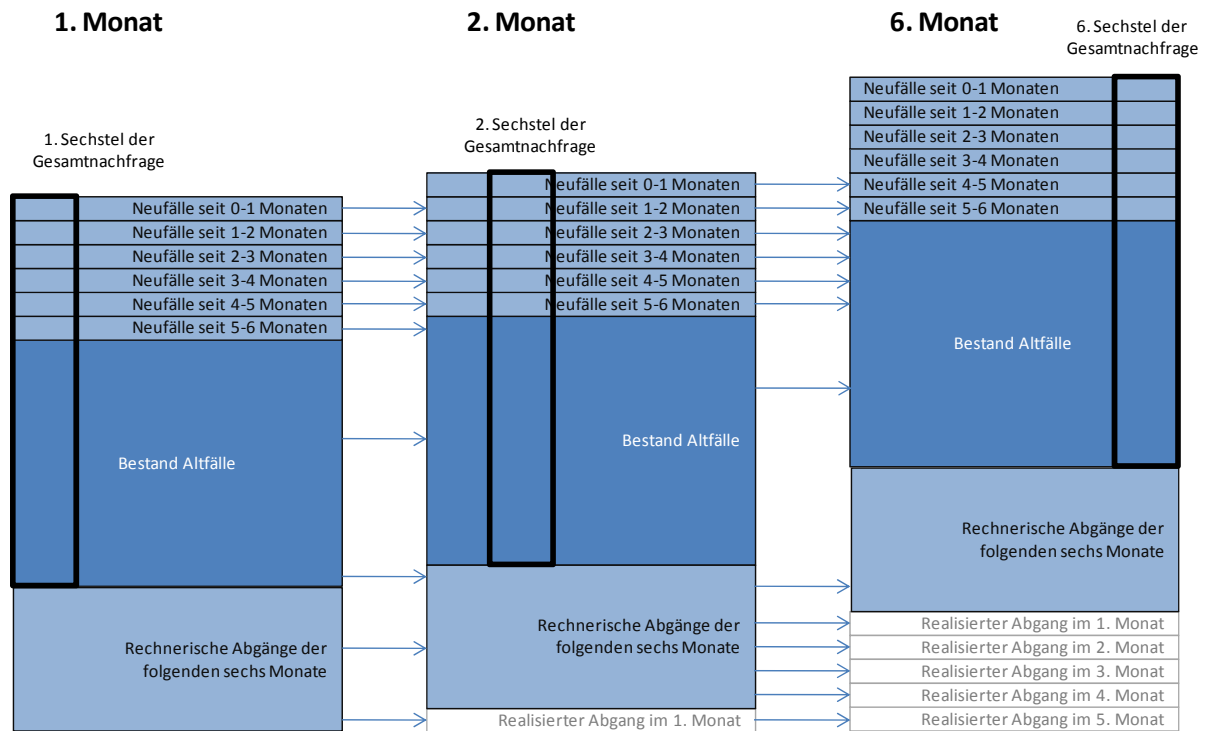 1. Monat
1. Sechstel der
Gesamtnachfrage
Neufälle seit 0-1 Monaten
Neufälle seit 1-2 Monaten
Neufälle seit 2-3 Monaten
Neufälle seit 3-4 Monaten
Neufälle seit 4-5 Monaten
Neufälle seit 5-6 Monaten
Bestand Altfälle
Rechnerische Abgänge der
folgenden sechs Monate
2. Monat
2. Sechstel der
Gesamtnachfrage
Neufälle seit 0-1 Monaten
Neufälle seit 1-2 Monaten
Neufälle seit 2-3 Monaten
Neufälle seit 3-4 Monaten
Neufälle seit 4-5 Monaten
Neufälle seit 5-6 Monaten
Bestand Altfälle
Rechnerische Abgänge der
folgenden sechs Monate
Realisierter Abgang im 1. Monat
6. Monat
6. Sechstel der
Gesamtnachfrage
Neufälle seit 0-1 Monaten
Neufälle seit 1-2 Monaten
Neufälle seit 2-3 Monaten
Neufälle seit 3-4 Monaten
Neufälle seit 4-5 Monaten
Neufälle seit 5-6 Monaten
Bestand Altfälle
Rechnerische Abgänge der
folgenden sechs Monate
Realisierter Abgang im 1. Monat
Realisierter Abgang im 2. Monat
Realisierter Abgang im 3. Monat
Realisierter Abgang im 4. Monat
Realisierter Abgang im 5. Monat